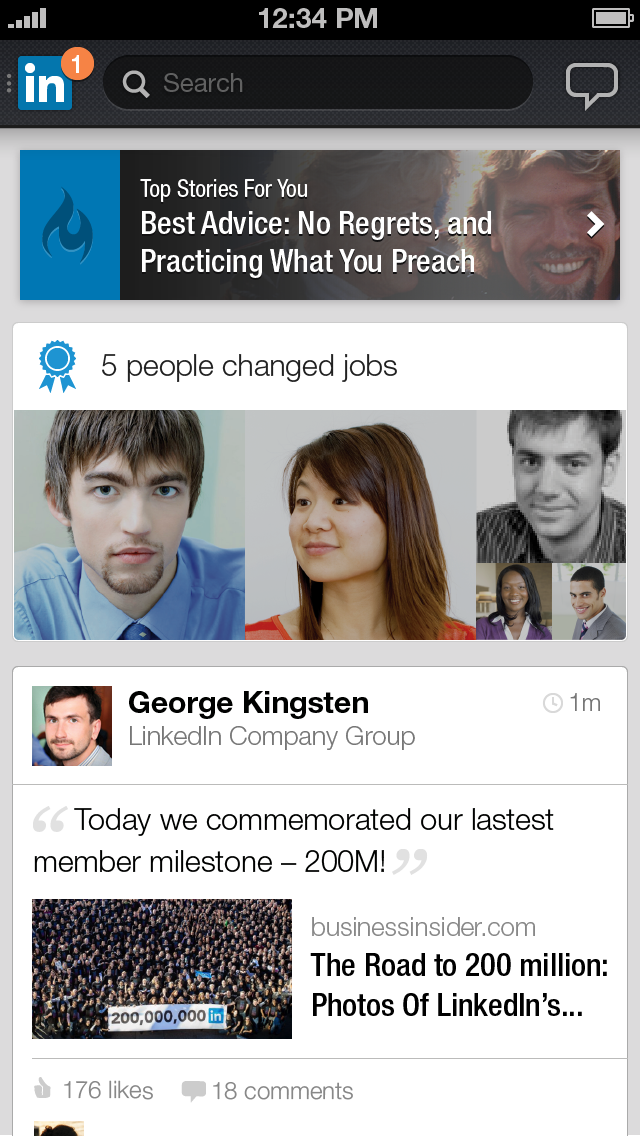 12:34 PM
in
1
Search
Top Stories For You
Best Advice: No Regrets, and
Practicing What You Preach
5 people changed jobs
George Kingsten
1m
LinkedIn Company Group
“Today we commemorated our lastest
member milestone – 200M!”
businessinsider.com
The Road to 200 million:
Photos Of LinkedIn’s...
200,000,000 in
176 likes
18 comments